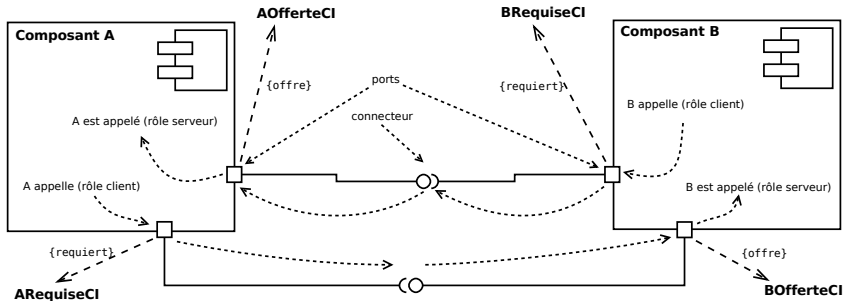 AOfferteCI
BRequiseCI
Composant A
Composant B
{offre}
ports
{requiert}
connecteur
B appelle (rôle client)
A est appelé (rôle serveur)
A appelle (rôle client)
B est appelé (rôle serveur)
{requiert}
{offre}
ARequiseCI
BOfferteCI